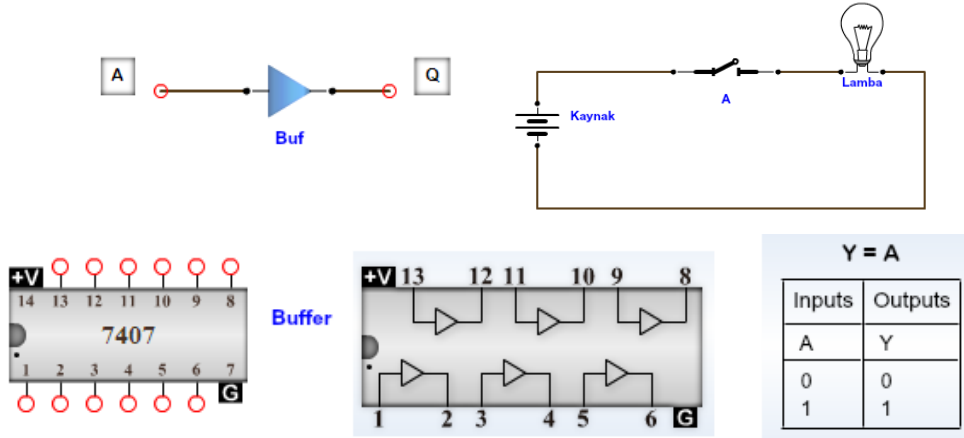 A
Q
Buf
Kaynak
A
Lamba
+V
14 13 12 11 10 9 8
7407
1 2 3 4 5 6 7
G
Buffer
+V 13 12 11 10 9 8
1 2 3 4 5 6 G
Y = A
Inputs Outputs
A Y
0 0
1 1